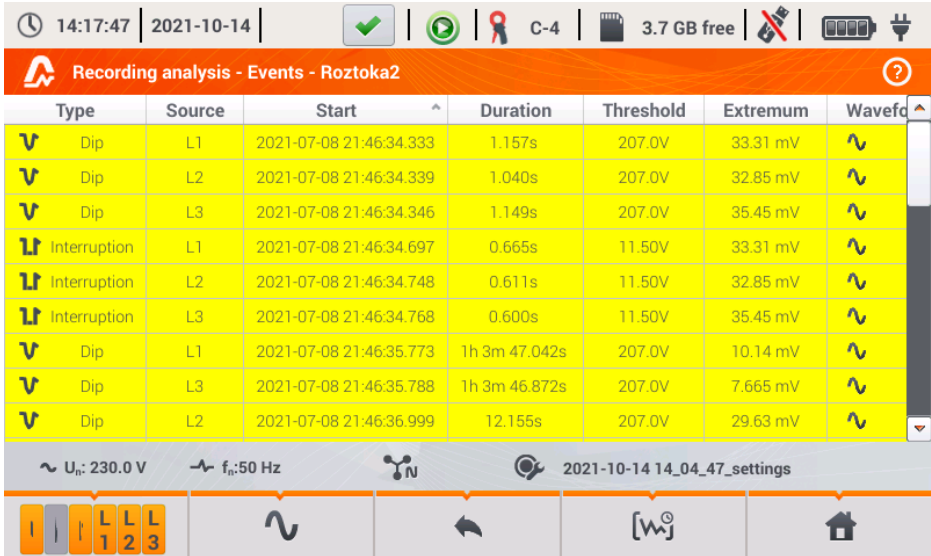 14:17:47 2021-10-14 C-4 3.7 GB free
Recording analysis - Events - Roztoka2 ?
Type Source Start Duration Threshold Extremum Wavefo
Dip L1 2021-07-08 21:46:34.333 1.157s 207.0V 33.31 mV
Dip L2 2021-07-08 21:46:34.339 1.040s 207.0V 32.85 mV
Dip L3 2021-07-08 21:46:34.346 1.149s 207.0V 35.45 mV
Interruption L1 2021-07-08 21:46:34.697 0.665s 11.50V 33.31 mV
Interruption L2 2021-07-08 21:46:34.748 0.611s 11.50V 32.85 mV
Interruption L3 2021-07-08 21:46:34.768 0.600s 11.50V 35.45 mV
Dip L1 2021-07-08 21:46:35.773 1h 3m 47.042s 207.0V 10.14 mV
Dip L3 2021-07-08 21:46:35.788 1h 3m 46.872s 207.0V 7.665 mV
Dip L2 2021-07-08 21:46:36.999 12.155s 207.0V 29.63 mV
Un: 230.0 V fn:50 Hz N 2021-10-14 14_04_47_settings
L1 L2 L3